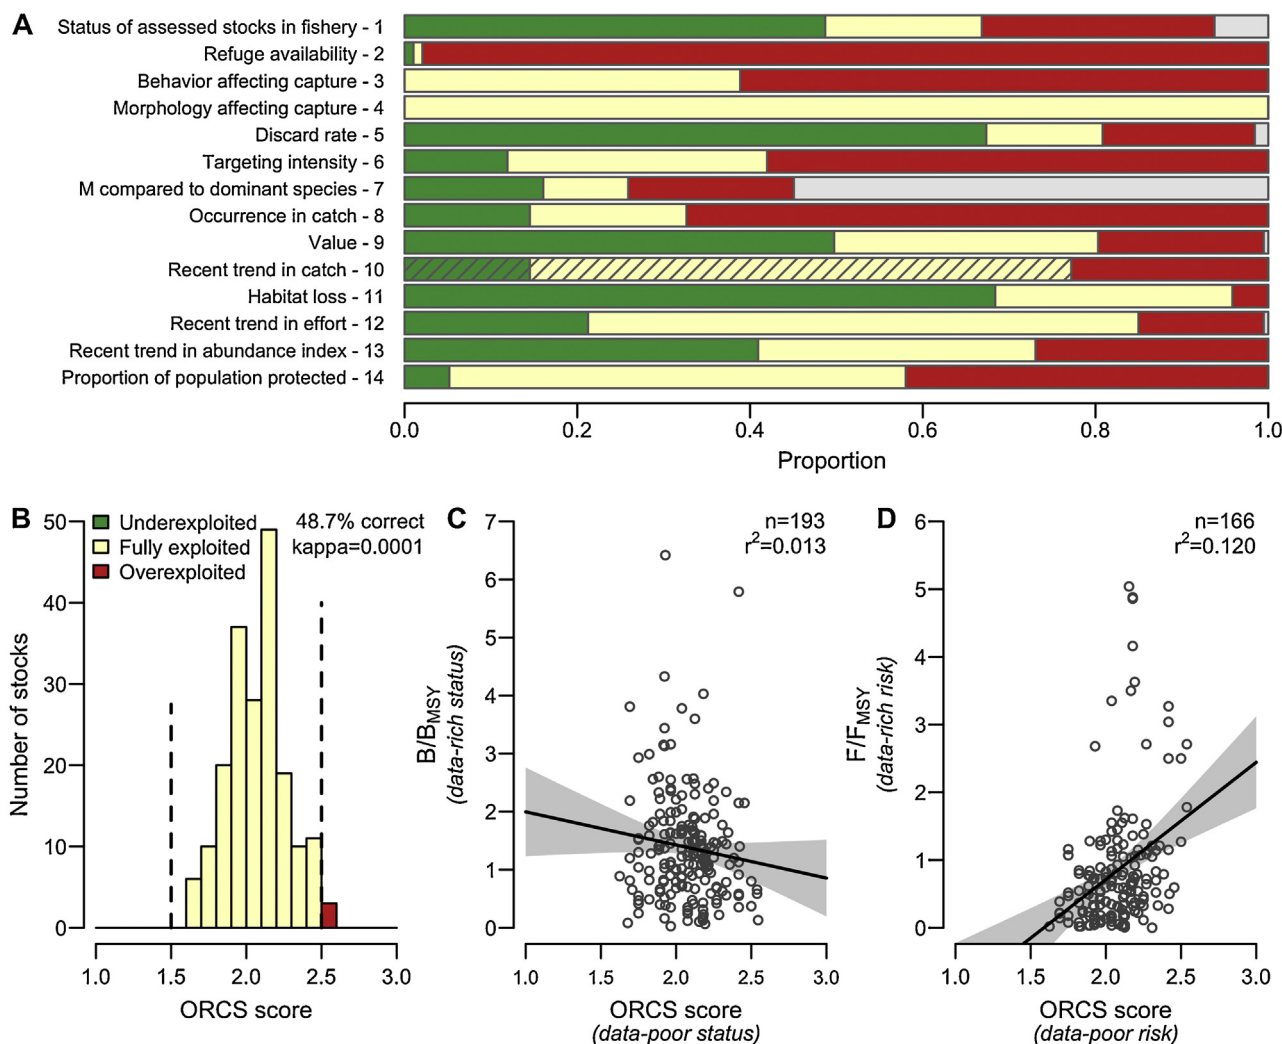 A
Status of assessed stocks in fishery - 1
Refuge availability - 2
Behavior affecting capture - 3
Morphology affecting capture - 4
Discard rate - 5
Targeting intensity - 6
M compared to dominant species - 7
Occurrence in catch - 8
Value - 9
Recent trend in catch - 10
Habitat loss - 11
Recent trend in effort - 12
Recent trend in abundance index - 13
Proportion of population protected - 14
0.0 0.2 0.4 0.6 0.8 1.0
Proportion
B
Underexploited
Fully exploited
Overexploited
48.7% correct
kappa=0.0001
50
40
30
20
10
0
Number of stocks
1.0 1.5 2.0 2.5 3.0
ORCS score
C
n=193
r²=0.013
7
6
5
4
3
2
1
0
B/BMSY
(data-rich status)
1.0 1.5 2.0 2.5 3.0
ORCS score
(data-poor status)
D
n=166
r²=0.120
6
5
4
3
2
1
0
F/FMSY
(data-rich risk)
1.0 1.5 2.0 2.5 3.0
ORCS score
(data-poor risk)